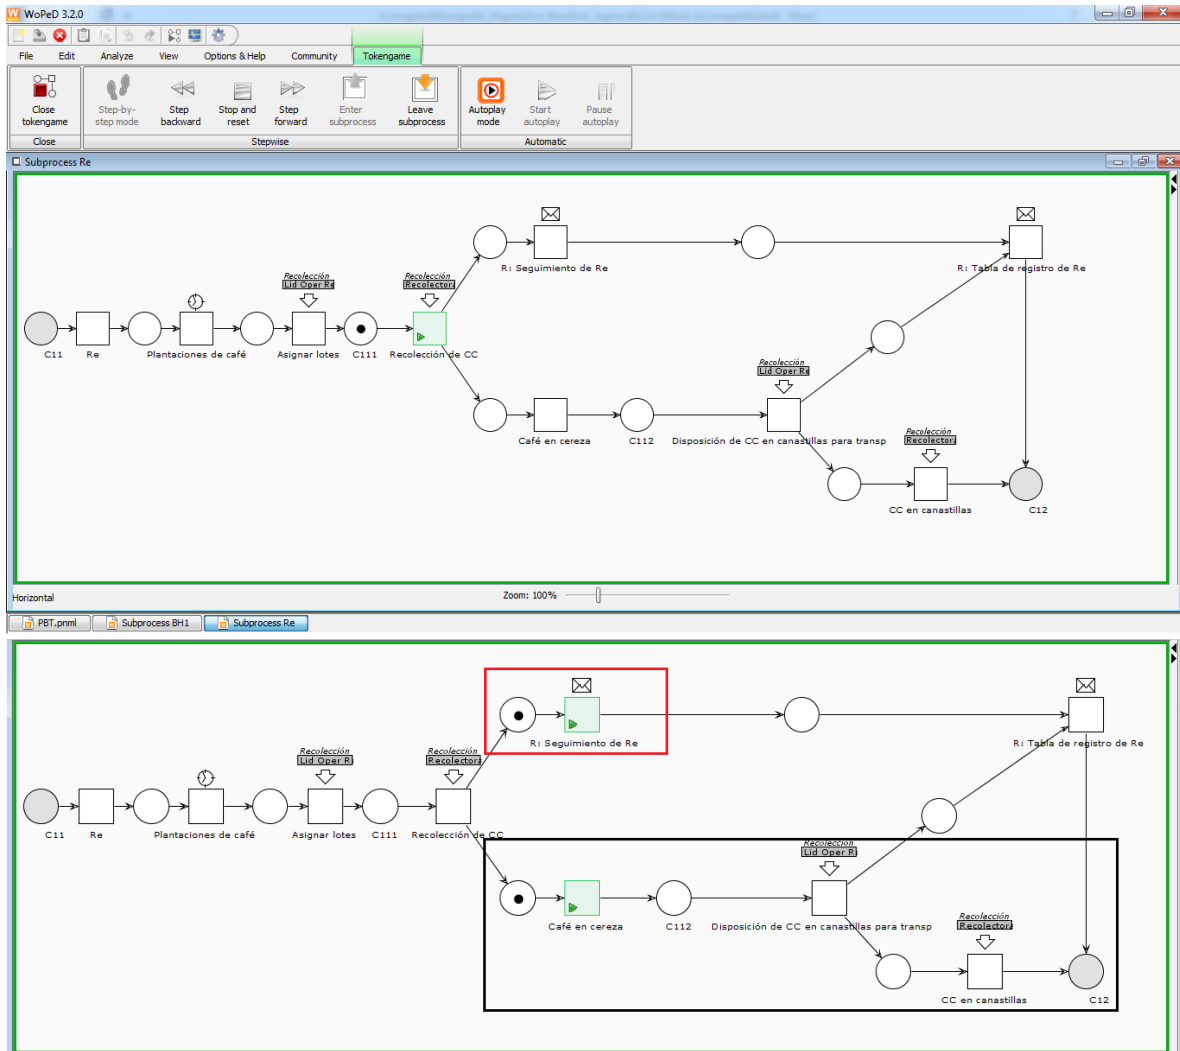 WoPeD 3.2.0
File Edit Analyze View Options & Help Community Tokengame
Close tokengame
Step-by-step mode
Step backward
Stop and reset
Step forward
Enter subprocess
Leave subprocess
Autoplay mode
Start autoplay
Pause autoplay
Close Stepwise Automatic
Subprocess Re
R: Seguimiento de Re
R: Tabla de registro de Re
Recolección
Lid Oper Re
Recolección
Recolectora
C11 Re Plantaciones de café Asignar lotes C111 Recolección de CC
Recolección
Lid Oper Re
Café en cereza C112 Disposición de CC en canastillas para transp
Recolección
Recolectora
CC en canastillas C12
Horizontal Zoom: 100%
PBT.pnml Subprocess BH1 Subprocess Re
R: Seguimiento de Re
R: Tabla de registro de Re
Recolección
Lid Oper R
Recolección
Recolectora
C11 Re Plantaciones de café Asignar lotes C111 Recolección de CC
Recolección
Lid Oper R
Café en cereza C112 Disposición de CC en canastillas para transp
Recolección
Recolectora
CC en canastillas C12